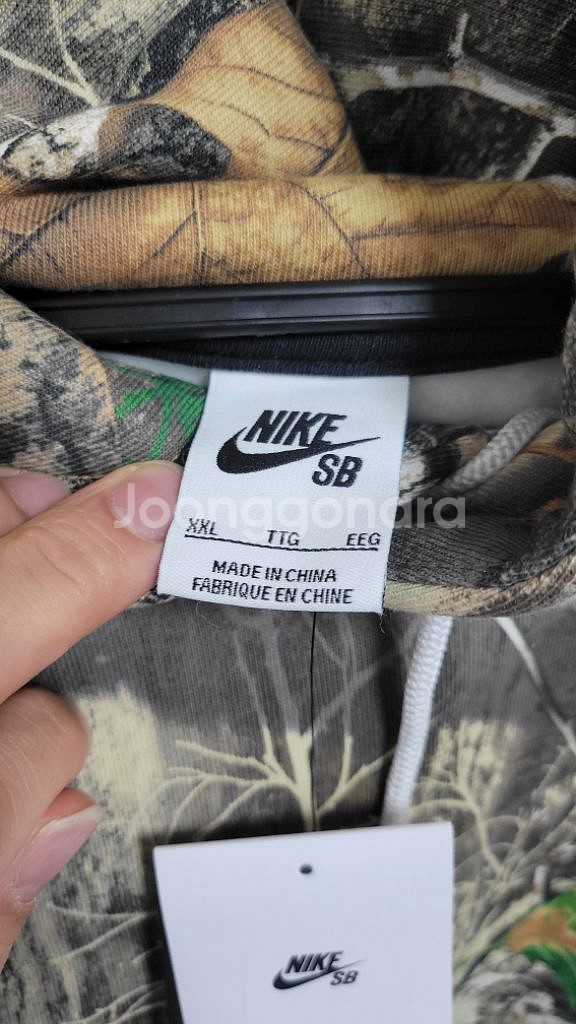 NIKE
SB
Joonggonara
XXL TTG EEG
MADE IN CHINA
FABRIQUE EN CHINE
NIKE
SB